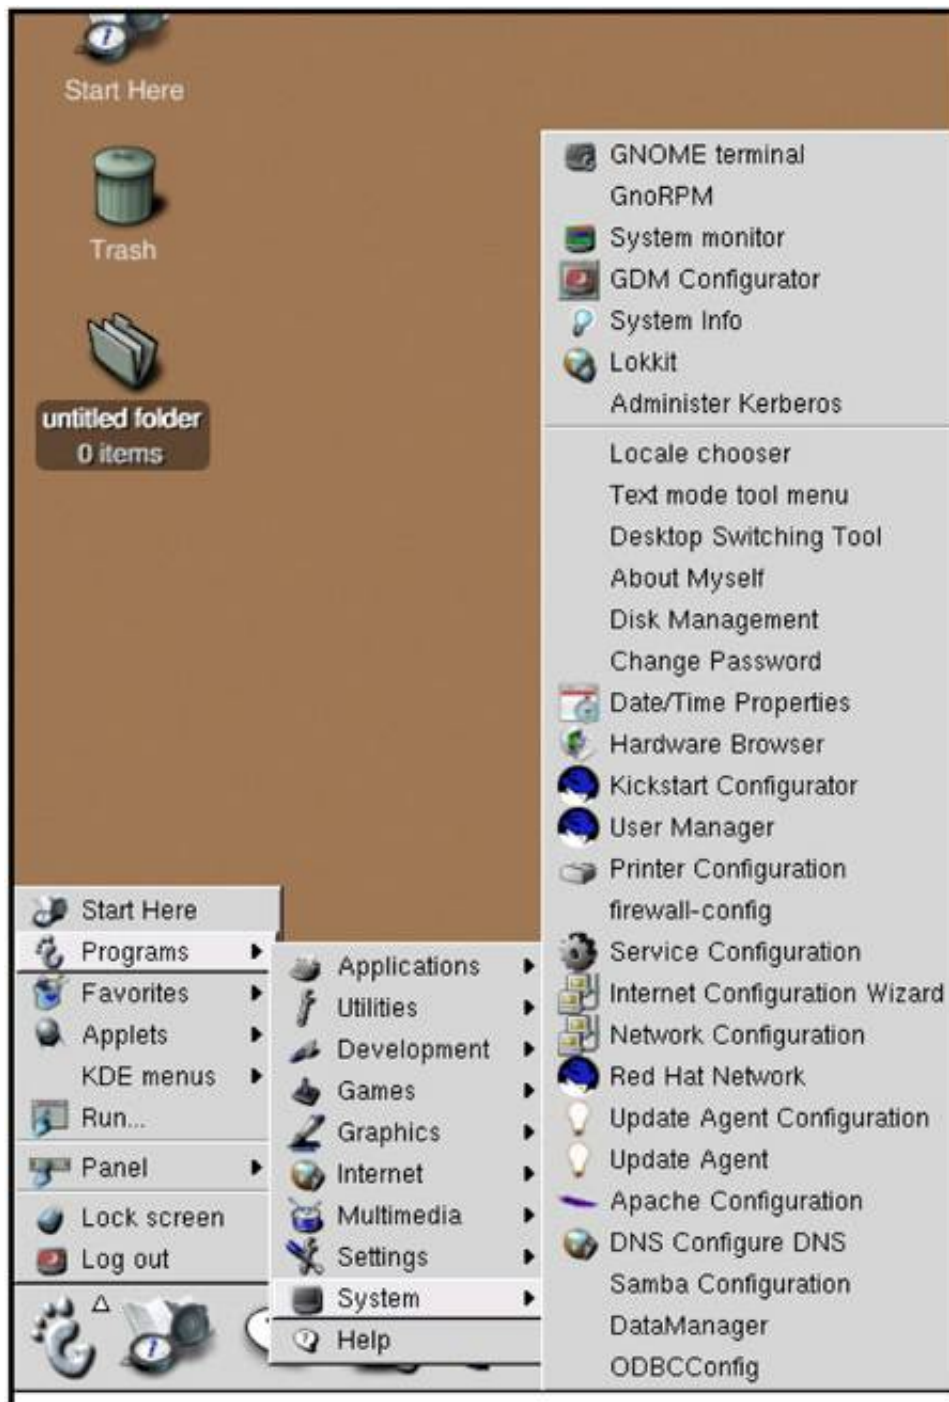 Start Here
Trash
untitled folder
0 items
Start Here
Programs
Favorites
Applets
KDE menus
Run...
Panel
Lock screen
Log out
Applications
Utilities
Development
Games
Graphics
Internet
Multimedia
Settings
System
Help
GNOME terminal
GnoRPM
System monitor
GDM Configurator
System Info
Lokkit
Administer Kerberos
Locale chooser
Text mode tool menu
Desktop Switching Tool
About Myself
Disk Management
Change Password
Date/Time Properties
Hardware Browser
Kickstart Configurator
User Manager
Printer Configuration
firewall-config
Service Configuration
Internet Configuration Wizard
Network Configuration
Red Hat Network
Update Agent Configuration
Update Agent
Apache Configuration
DNS Configure DNS
Samba Configuration
DataManager
ODBCConfig